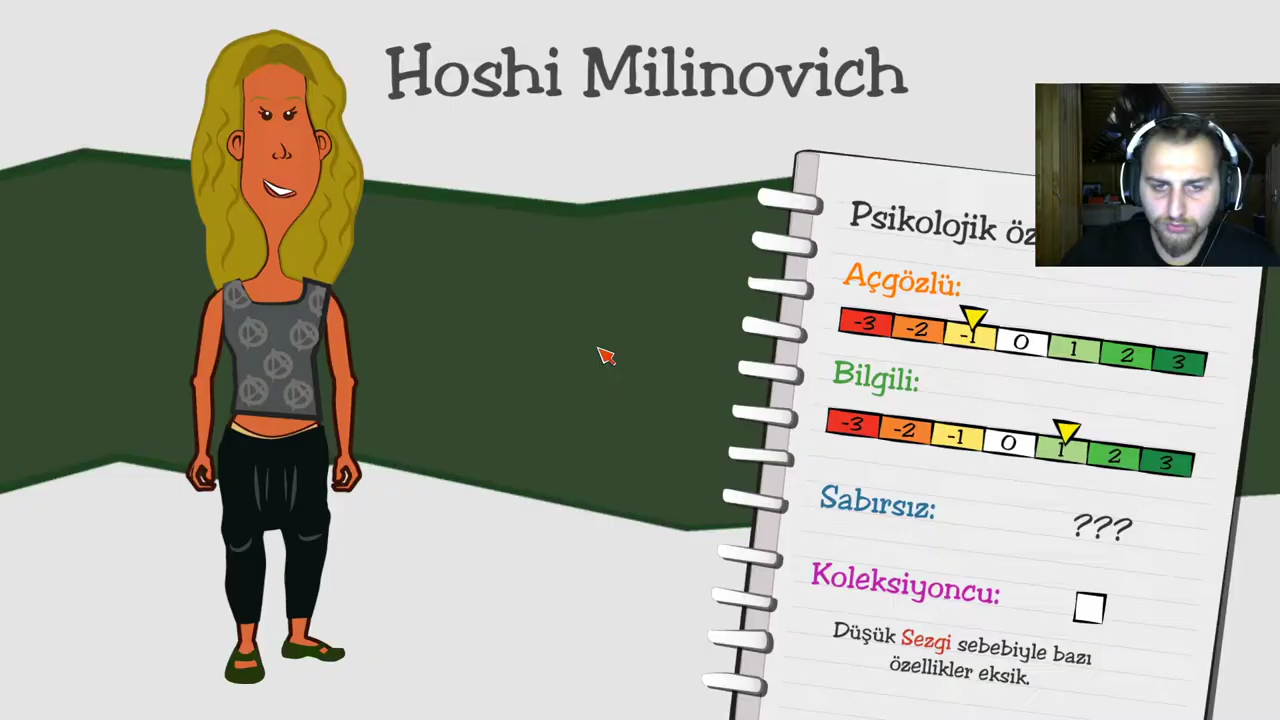 Hoshi Milinovich
Psikolojik
Açgözlü:
-3 -2 -1 0 1 2 3
Bilgili:
-3 -2 -1 0 1 2 3
Sabırsız: ???
Koleksiyoncu:
Düşük Sezgi sebebiyle bazı
özellikler eksik.